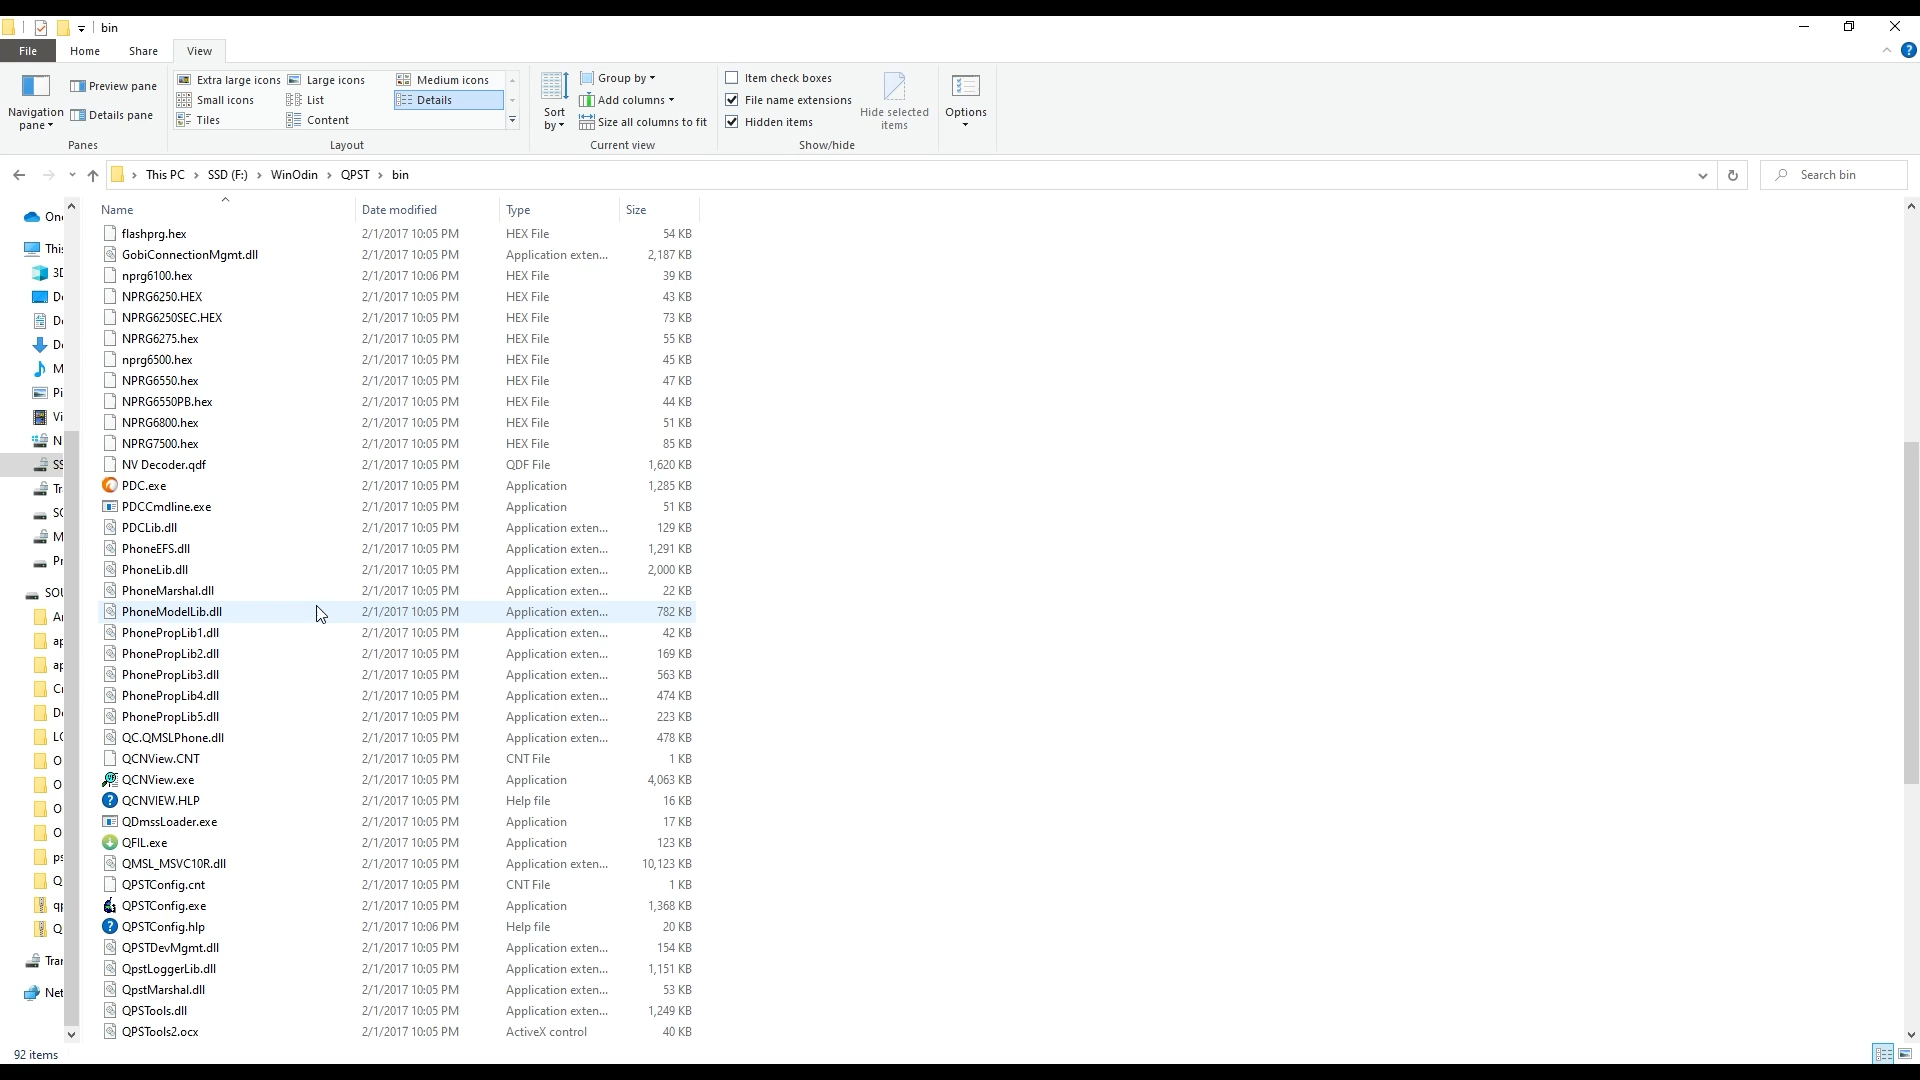 bin
File Home Share View
Navigation pane
Preview pane
Details pane
Panes
Extra large icons Large icons Medium icons
Small icons List Details
Tiles Content
Layout
Sort by
Group by
Add columns
Size all columns to fit
Current view
Item check boxes
File name extensions
Hidden items
Hide selected items
Show/hide
Options
This PC › SSD (F:) › WinOdin › QPST › bin
Search bin
Name Date modified Type Size
flashprg.hex 2/1/2017 10:05 PM HEX File 54 KB
GobiConnectionMgmt.dll 2/1/2017 10:05 PM Application exten... 2,187 KB
nprg6100.hex 2/1/2017 10:06 PM HEX File 39 KB
NPRG6250.HEX 2/1/2017 10:05 PM HEX File 43 KB
NPRG6250SEC.HEX 2/1/2017 10:05 PM HEX File 73 KB
NPRG6275.hex 2/1/2017 10:05 PM HEX File 55 KB
nprg6500.hex 2/1/2017 10:05 PM HEX File 45 KB
NPRG6550.hex 2/1/2017 10:05 PM HEX File 47 KB
NPRG6550PB.hex 2/1/2017 10:05 PM HEX File 44 KB
NPRG6800.hex 2/1/2017 10:05 PM HEX File 51 KB
NPRG7500.hex 2/1/2017 10:05 PM HEX File 85 KB
NV Decoder.qdf 2/1/2017 10:05 PM QDF File 1,620 KB
PDC.exe 2/1/2017 10:05 PM Application 1,285 KB
PDCCmdline.exe 2/1/2017 10:05 PM Application 51 KB
PDCLib.dll 2/1/2017 10:05 PM Application exten... 129 KB
PhoneEFS.dll 2/1/2017 10:05 PM Application exten... 1,291 KB
PhoneLib.dll 2/1/2017 10:05 PM Application exten... 2,000 KB
PhoneMarshal.dll 2/1/2017 10:05 PM Application exten... 22 KB
PhoneModelLib.dll 2/1/2017 10:05 PM Application exten... 782 KB
PhonePropLib1.dll 2/1/2017 10:05 PM Application exten... 42 KB
PhonePropLib2.dll 2/1/2017 10:05 PM Application exten... 169 KB
PhonePropLib3.dll 2/1/2017 10:05 PM Application exten... 563 KB
PhonePropLib4.dll 2/1/2017 10:05 PM Application exten... 474 KB
PhonePropLib5.dll 2/1/2017 10:05 PM Application exten... 223 KB
QC.QMSLPhone.dll 2/1/2017 10:05 PM Application exten... 478 KB
QCNView.CNT 2/1/2017 10:05 PM CNT File 1 KB
QCNView.exe 2/1/2017 10:05 PM Application 4,063 KB
QCNVIEW.HLP 2/1/2017 10:05 PM Help file 16 KB
QDmssLoader.exe 2/1/2017 10:05 PM Application 17 KB
QFIL.exe 2/1/2017 10:05 PM Application 123 KB
QMSL_MSVC10R.dll 2/1/2017 10:05 PM Application exten... 10,123 KB
QPSTConfig.cnt 2/1/2017 10:05 PM CNT File 1 KB
QPSTConfig.exe 2/1/2017 10:05 PM Application 1,368 KB
QPSTConfig.hlp 2/1/2017 10:06 PM Help file 20 KB
QPSTDevMgmt.dll 2/1/2017 10:05 PM Application exten... 154 KB
QpstLoggerLib.dll 2/1/2017 10:05 PM Application exten... 1,151 KB
QpstMarshal.dll 2/1/2017 10:05 PM Application exten... 53 KB
QPSTools.dll 2/1/2017 10:05 PM Application exten... 1,249 KB
QPSTools2.ocx 2/1/2017 10:05 PM ActiveX control 40 KB
92 items